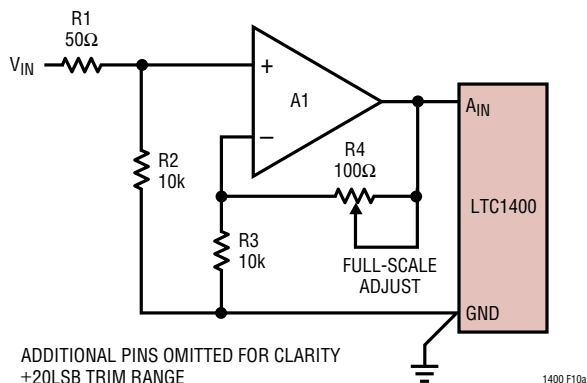 R1
50Ω
VIN
+
A1
−
AIN
R2
10k
R4
100Ω
LTC1400
R3
10k
FULL-SCALE
ADJUST
GND
ADDITIONAL PINS OMITTED FOR CLARITY
±20LSB TRIM RANGE
1400 F10a